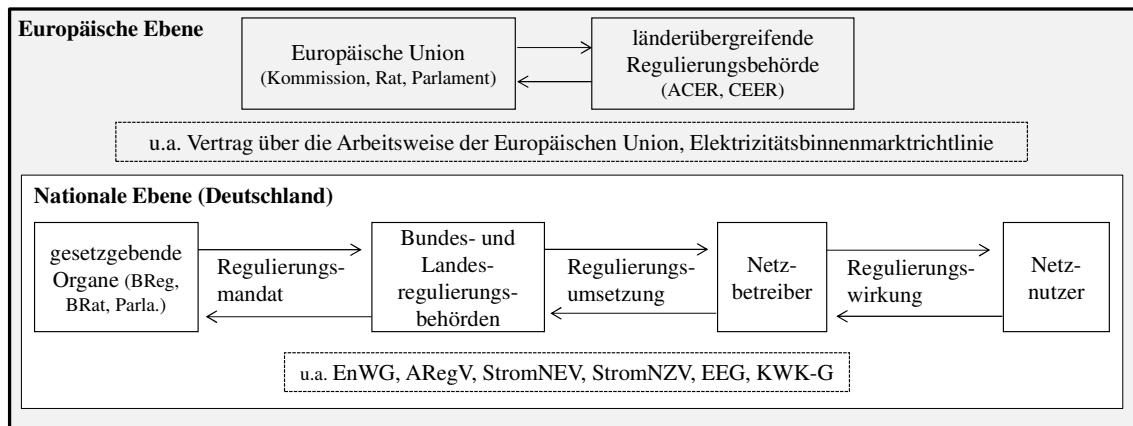 Europäische Ebene
Europäische Union
(Kommission, Rat, Parlament)
länderübergreifende
Regulierungsbehörde
(ACER, CEER)
u.a. Vertrag über die Arbeitsweise der Europäischen Union, Elektrizitätsbinnenmarktrichtlinie
Nationale Ebene (Deutschland)
gesetzgebende
Organe (BReg,
BRat, Parla.)
Regulierungs-
mandat
Bundes- und
Landes-
regulierungs-
behörden
Regulierungs-
umsetzung
Netz-
betreiber
Regulierungs-
wirkung
Netz-
nutzer
u.a. EnWG, ARegV, StromNEV, StromNZV, EEG, KWK-G